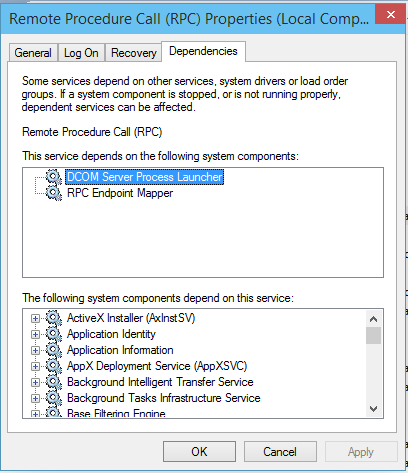 Remote Procedure Call (RPC) Properties (Local Comp...
General Log On Recovery Dependencies
Some services depend on other services, system drivers or load order
groups. If a system component is stopped, or is not running properly,
dependent services can be affected.
Remote Procedure Call (RPC)
This service depends on the following system components:
DCOM Server Process Launcher
RPC Endpoint Mapper
The following system components depend on this service:
ActiveX Installer (AxInstSV)
Application Identity
Application Information
AppX Deployment Service (AppXSVC)
Background Intelligent Transfer Service
Background Tasks Infrastructure Service
Base Filtering Engine
OK Cancel Apply